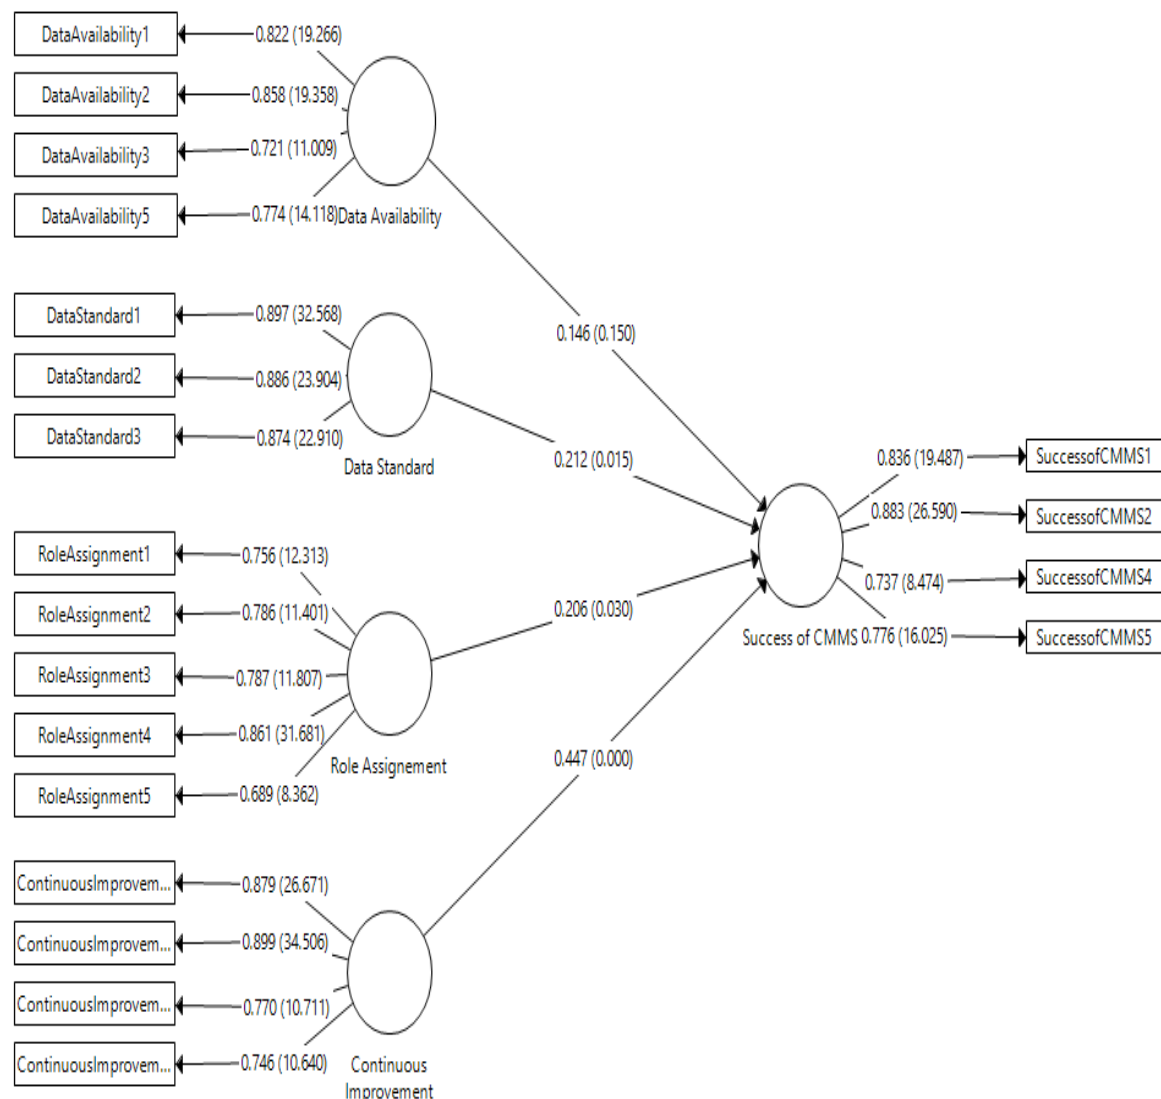 DataAvailability1
0.822 (19.266)
DataAvailability2
0.858 (19.358)
DataAvailability3
0.721 (11.009)
DataAvailability5
0.774 (14.118)
Data Availability
0.146 (0.150)
DataStandard1
0.897 (32.568)
DataStandard2
0.886 (23.904)
DataStandard3
0.874 (22.910)
Data Standard
0.212 (0.015)
RoleAssignment1
0.756 (12.313)
RoleAssignment2
0.786 (11.401)
RoleAssignment3
0.787 (11.807)
RoleAssignment4
0.861 (31.681)
RoleAssignment5
0.689 (8.362)
Role Assignement
0.206 (0.030)
ContinuousImprovem...
0.879 (26.671)
ContinuousImprovem...
0.899 (34.506)
ContinuousImprovem...
0.770 (10.711)
ContinuousImprovem...
0.746 (10.640)
Continuous
Improvement
0.447 (0.000)
Success of CMMS
0.836 (19.487)
SuccessofCMMS1
0.883 (26.590)
SuccessofCMMS2
0.737 (8.474)
SuccessofCMMS4
0.776 (16.025)
SuccessofCMMS5